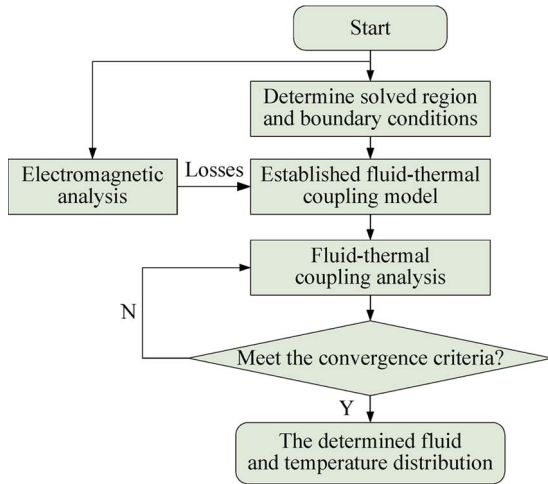 Start
Determine solved region
and boundary conditions
Electromagnetic
analysis
Losses
Established fluid-thermal
coupling model
Fluid-thermal
coupling analysis
N
Meet the convergence criteria?
Y
The determined fluid
and temperature distribution